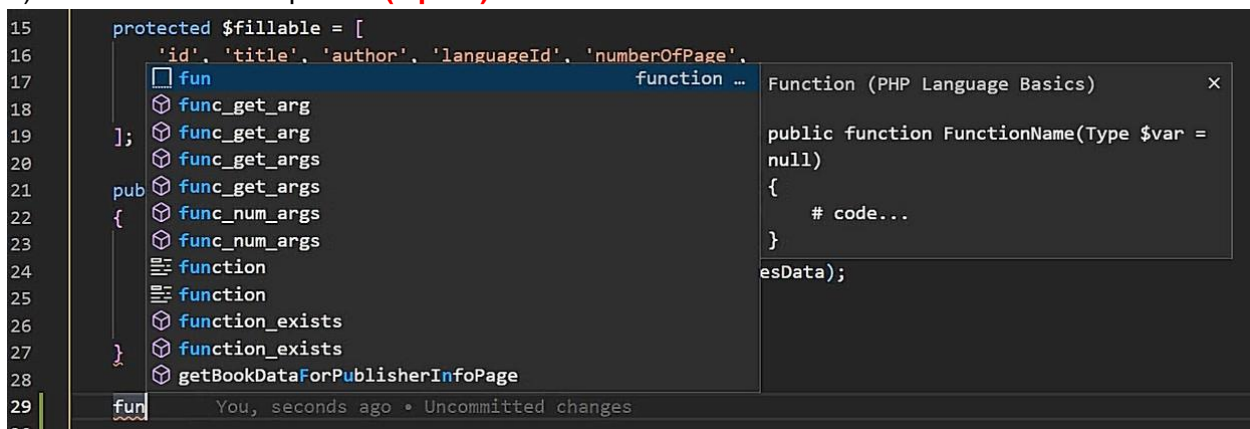 15 protected $fillable = [
16 'id', 'title', 'author', 'languageId', 'numberOfPage',
17
18
19 ];
20
21 pub
22 {
23
24 esData);
25
26
27 }
28
29 fun You, seconds ago • Uncommitted changes
fun function …
func_get_arg
func_get_arg
func_get_args
func_get_args
func_num_args
func_num_args
function
function
function_exists
function_exists
getBookDataForPublisherInfoPage
Function (PHP Language Basics) ×
public function FunctionName(Type $var =
null)
{
# code...
}